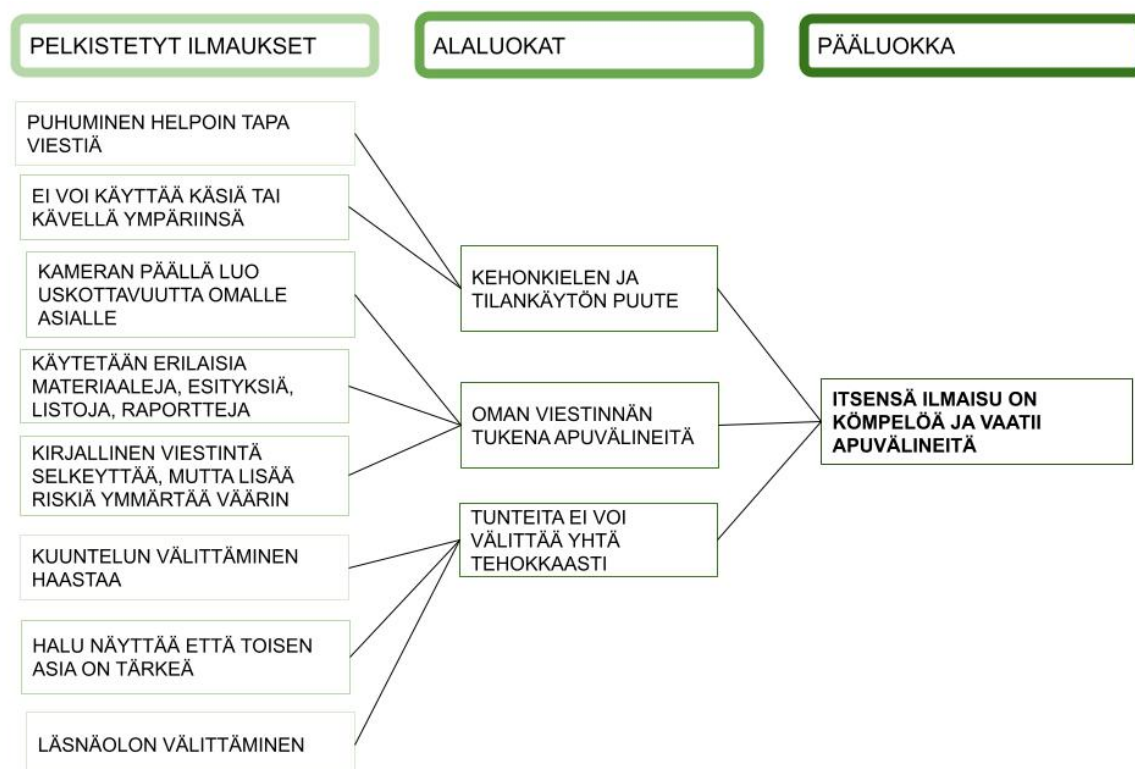 PELKISTETYT ILMAUKSET
ALALUOKAT
PÄÄLUOKKA
PUHUMINEN HELPOIN TAPA
VIESTIÄ
EI VOI KÄYTTÄÄ KÄSIÄ TAI
KÄVELLÄ YMPÄRIINSÄ
KAMERAN PÄÄLLÄ LUO
USKOTTAVUUTTA OMALLE
ASIALLE
KÄYTETÄÄN ERILAISIA
MATERIAALEJA, ESITYKSIÄ,
LISTOJA, RAPORTTEJA
KIRJALLINEN VIESTINTÄ
SELKEYTTÄÄ, MUTTA LISÄÄ
RISKIÄ YMMÄRTÄÄ VÄÄRIN
KUUNTELUN VÄLITTÄMINEN
HAASTAA
HALU NÄYTTÄÄ ETTÄ TOISEN
ASIA ON TÄRKEÄ
LÄSNÄOLON VÄLITTÄMINEN
KEHONKIELEN JA
TILANKÄYTÖN PUUTE
OMAN VIESTINNÄN
TUKENA APUVÄLINEITÄ
TUNTEITA EI VOI
VÄLITTÄÄ YHTÄ
TEHOKKAASTI
ITSENSÄ ILMAISU ON
KÖMPELÖÄ JA VAATII
APUVÄLINEITÄ